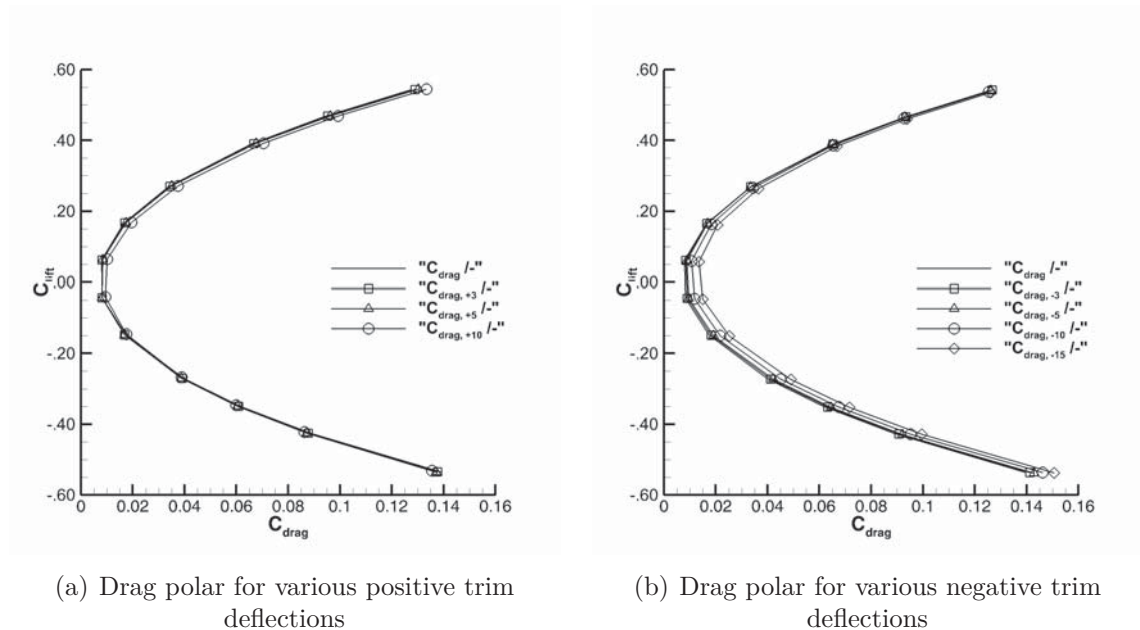 .60
.40
.20
.00
-.20
-.40
-.60
C_lift
0
0.02
0.04
0.06
0.08
0.1
0.12
0.14
0.16
C_drag
"C_drag /-"
"C_drag, +3 /-"
"C_drag, +5 /-"
"C_drag, +10 /-"
(a) Drag polar for various positive trim
deflections
.60
.40
.20
.00
-.20
-.40
-.60
C_lift
0
0.02
0.04
0.06
0.08
0.1
0.12
0.14
0.16
C_drag
"C_drag /-"
"C_drag, -3 /-"
"C_drag, -5 /-"
"C_drag, -10 /-"
"C_drag, -15 /-"
(b) Drag polar for various negative trim
deflections